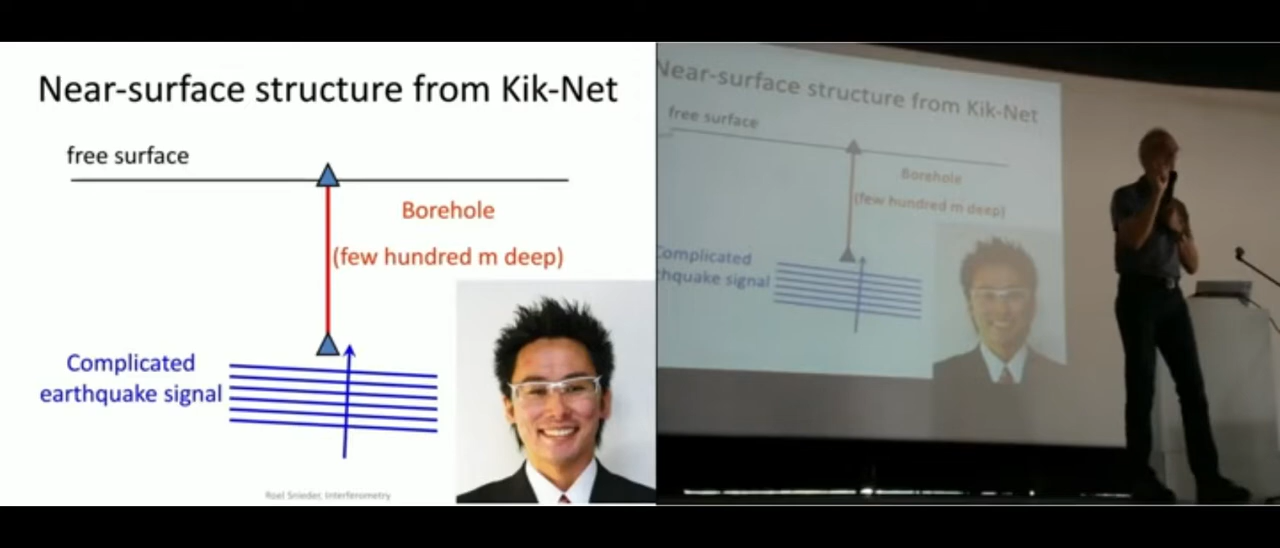 Near-surface structure from Kik-Net
free surface
Borehole
(few hundred m deep)
Complicated
earthquake signal
Roel Snieder, Interferometry
Near-surface structure from Kik-Net
free surface
Borehole
(few hundred m deep)
Complicated
thquake signal